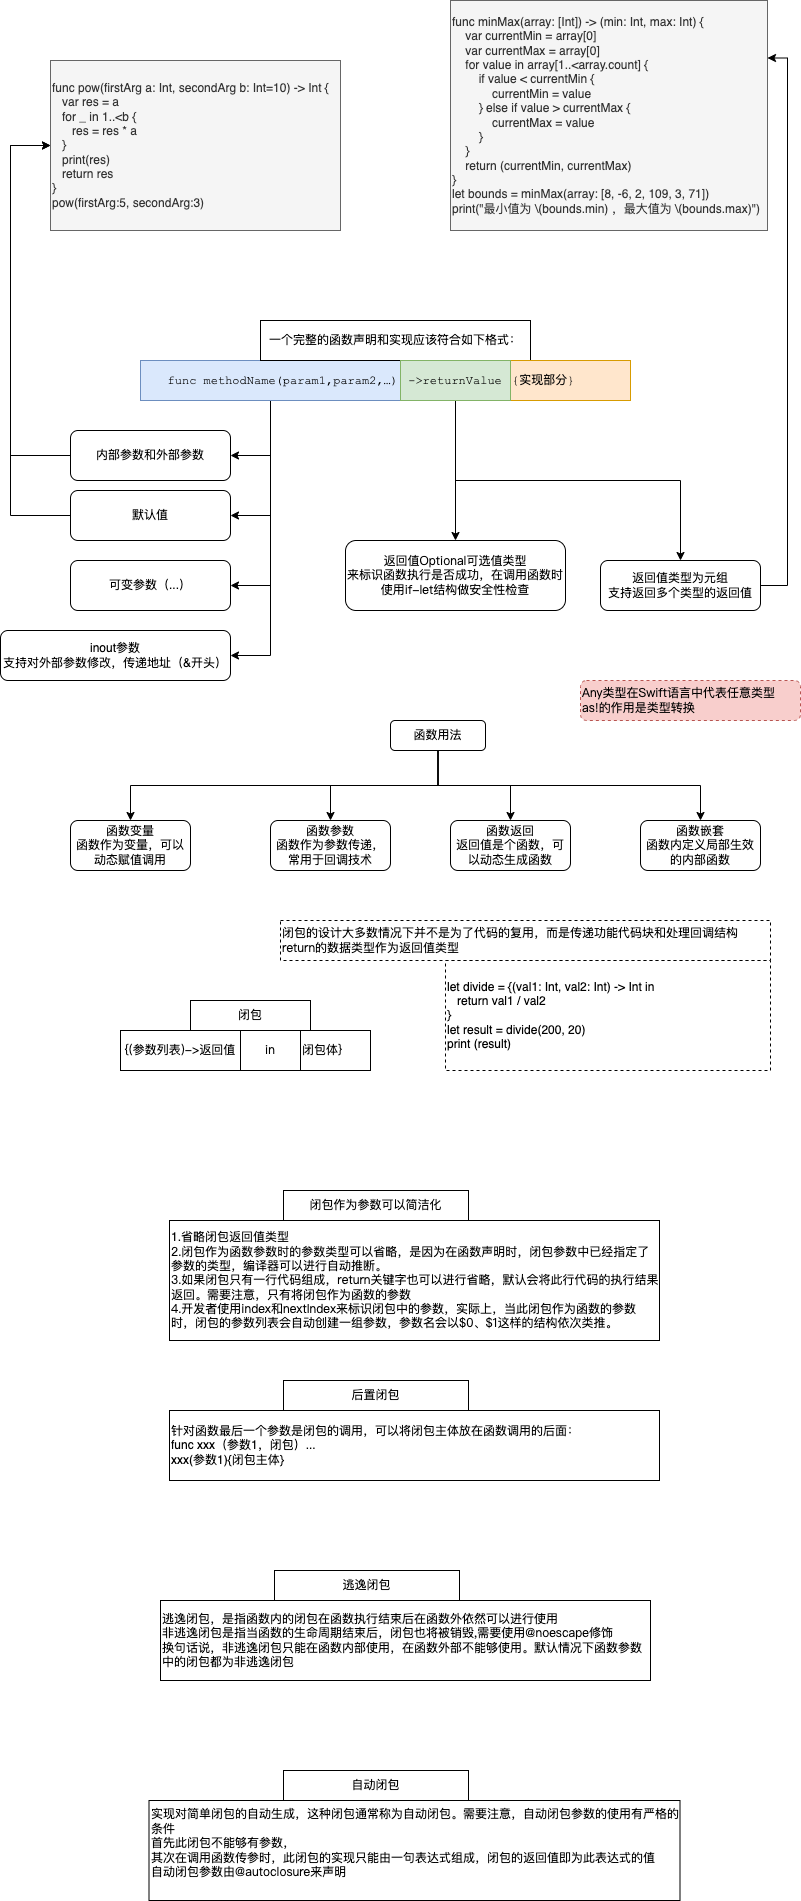 func pow(firstArg a: Int, secondArg b: Int=10) -> Int {
var res = a
for _ in 1..<b {
res = res * a
}
print(res)
return res
}
pow(firstArg:5, secondArg:3)
func minMax(array: [Int]) -> (min: Int, max: Int) {
var currentMin = array[0]
var currentMax = array[0]
for value in array[1..<array.count] {
if value < currentMin {
currentMin = value
} else if value > currentMax {
currentMax = value
}
}
return (currentMin, currentMax)
}
let bounds = minMax(array: [8, -6, 2, 109, 3, 71])
print("最小值为 \(bounds.min) ，最大值为 \(bounds.max)")
一个完整的函数声明和实现应该符合如下格式：
func methodName(param1,param2,…) ->returnValue {实现部分}
内部参数和外部参数
默认值
可变参数（...）
inout参数
支持对外部参数修改，传递地址（&开头）
返回值Optional可选值类型
来标识函数执行是否成功，在调用函数时
使用if-let结构做安全性检查
返回值类型为元组
支持返回多个类型的返回值
Any类型在Swift语言中代表任意类型
as!的作用是类型转换
函数用法
函数变量
函数作为变量，可以
动态赋值调用
函数参数
函数作为参数传递，
常用于回调技术
函数返回
返回值是个函数，可
以动态生成函数
函数嵌套
函数内定义局部生效
的内部函数
闭包的设计大多数情况下并不是为了代码的复用，而是传递功能代码块和处理回调结构
return的数据类型作为返回值类型
let divide = {(val1: Int, val2: Int) -> Int in
return val1 / val2
}
let result = divide(200, 20)
print (result)
闭包
{(参数列表)->返回值 in 闭包体}
闭包作为参数可以简洁化
1.省略闭包返回值类型
2.闭包作为函数参数时的参数类型可以省略，是因为在函数声明时，闭包参数中已经指定了
参数的类型，编译器可以进行自动推断。
3.如果闭包只有一行代码组成，return关键字也可以进行省略，默认会将此行代码的执行结果
返回。需要注意，只有将闭包作为函数的参数
4.开发者使用index和nextIndex来标识闭包中的参数，实际上，当此闭包作为函数的参数
时，闭包的参数列表会自动创建一组参数，参数名会以$0、$1这样的结构依次类推。
后置闭包
针对函数最后一个参数是闭包的调用，可以将闭包主体放在函数调用的后面：
func xxx（参数1，闭包）...
xxx(参数1){闭包主体}
逃逸闭包
逃逸闭包，是指函数内的闭包在函数执行结束后在函数外依然可以进行使用
非逃逸闭包是指当函数的生命周期结束后，闭包也将被销毁,需要使用@noescape修饰
换句话说，非逃逸闭包只能在函数内部使用，在函数外部不能够使用。默认情况下函数参数
中的闭包都为非逃逸闭包
自动闭包
实现对简单闭包的自动生成，这种闭包通常称为自动闭包。需要注意，自动闭包参数的使用有严格的
条件
首先此闭包不能够有参数，
其次在调用函数传参时，此闭包的实现只能由一句表达式组成，闭包的返回值即为此表达式的值
自动闭包参数由@autoclosure来声明